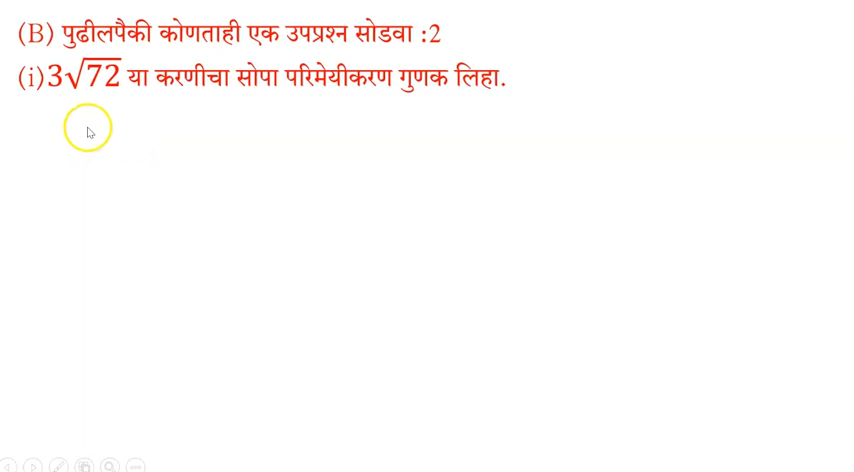 (B) पुढीलपैकी कोणताही एक उपप्रश्न सोडवा :2
(i) 3√72 या करणीचा सोपा परिमेयीकरण गुणक लिहा.